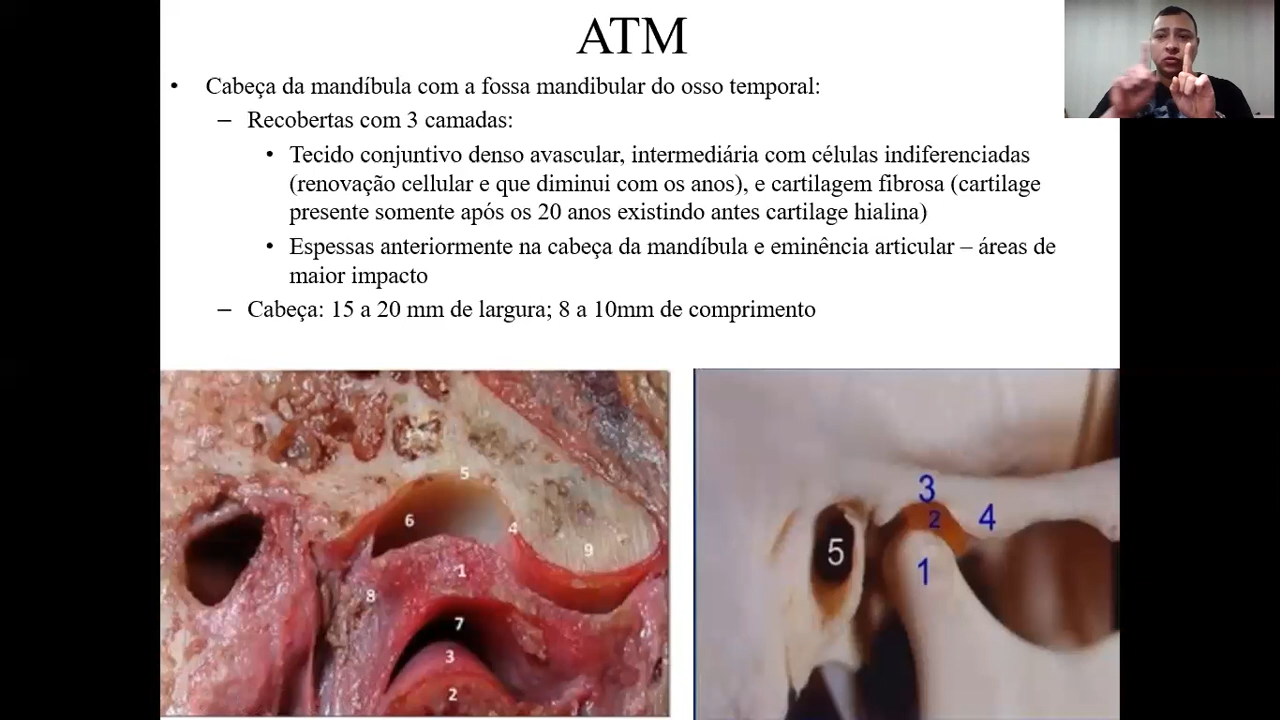 ATM
• Cabeça da mandíbula com a fossa mandibular do osso temporal:
– Recobertas com 3 camadas:
• Tecido conjuntivo denso avascular, intermediária com células indiferenciadas
(renovação cellular e que diminui com os anos), e cartilagem fibrosa (cartilage
presente somente após os 20 anos existindo antes cartilage hialina)
• Espessas anteriormente na cabeça da mandíbula e eminência articular – áreas de
maior impacto
– Cabeça: 15 a 20 mm de largura; 8 a 10mm de comprimento
5
6
4
9
1
8
7
3
2
3
2
4
5
1